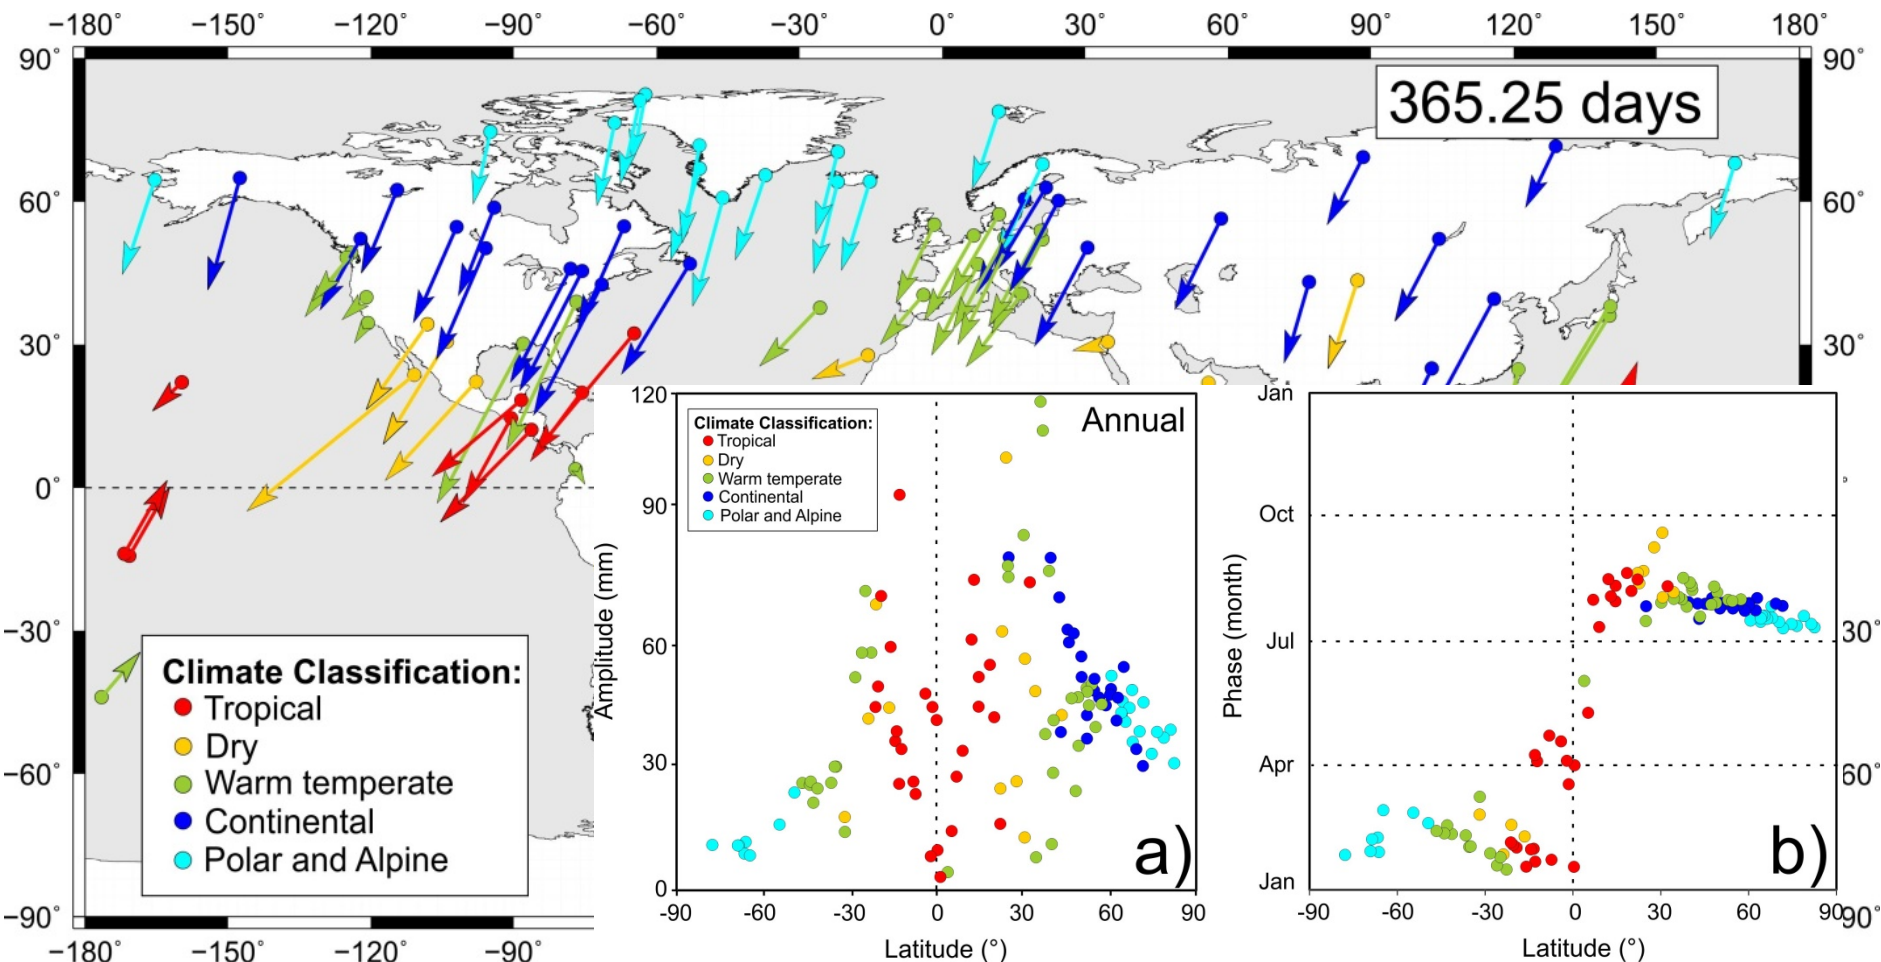 −180° −150° −120° −90° −60° −30° 0° 30° 60° 90° 120° 150° 180°
90° 90°
365.25 days
60° 60°
30° 30°
0°
−30° 30°
−60° 60°
−90° 90°
−180° −150° −120° −90°
Climate Classification:
Tropical
Dry
Warm temperate
Continental
Polar and Alpine
120
90
60
30
0
Amplitude (mm)
Annual
Climate Classification:
Tropical
Dry
Warm temperate
Continental
Polar and Alpine
a)
-90 -60 -30 0 30 60 90
Latitude (°)
Jan
Oct
Jul
Apr
Jan
Phase (month)
b)
-90 -60 -30 0 30 60 90
Latitude (°)